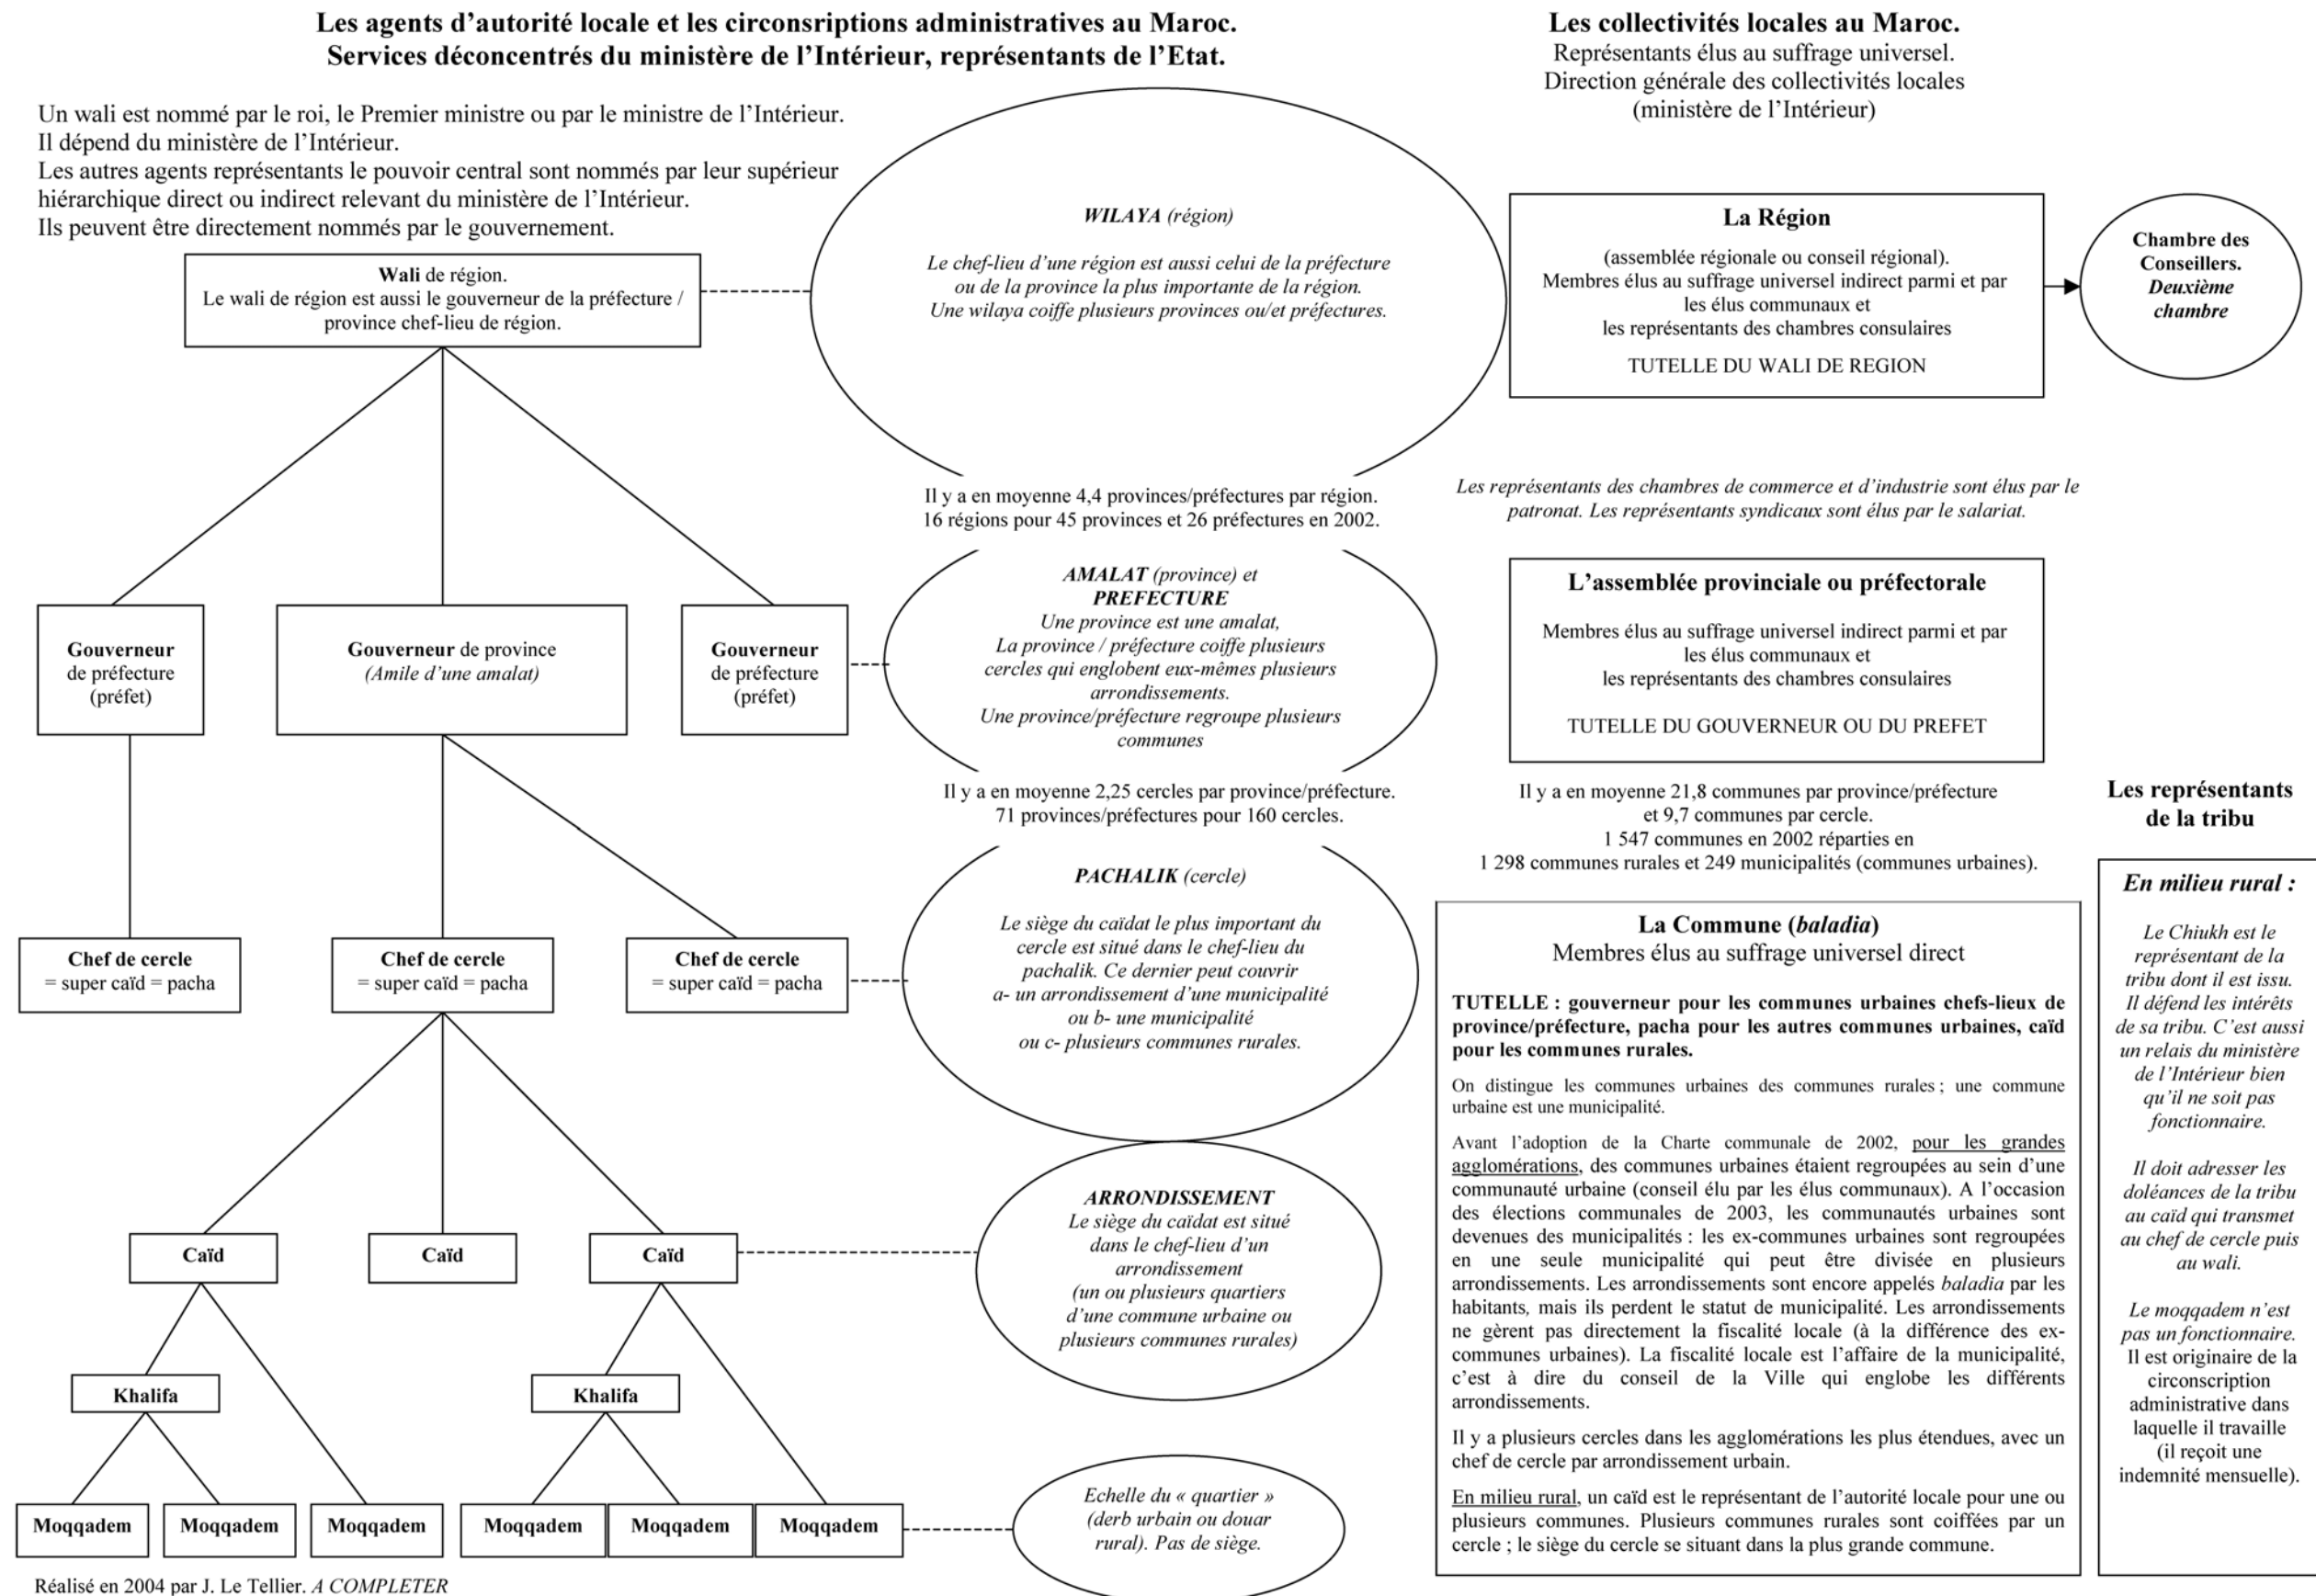 Les agents d'autorité locale et les circonsriptions administratives au Maroc.
Services déconcentrés du ministère de l'Intérieur, représentants de l'Etat.
Un wali est nommé par le roi, le Premier ministre ou par le ministre de l'Intérieur.
Il dépend du ministère de l'Intérieur.
Les autres agents représentants le pouvoir central sont nommés par leur supérieur
hiérarchique direct ou indirect relevant du ministère de l'Intérieur.
Ils peuvent être directement nommés par le gouvernement.
Wali de région.
Le wali de région est aussi le gouverneur de la préfecture /
province chef-lieu de région.
WILAYA (région)
Le chef-lieu d'une région est aussi celui de la préfecture
ou de la province la plus importante de la région.
Une wilaya coiffe plusieurs provinces ou/et préfectures.
Il y a en moyenne 4,4 provinces/préfectures par région.
16 régions pour 45 provinces et 26 préfectures en 2002.
Gouverneur
de préfecture
(préfet)
Gouverneur de province
(Amile d'une amalat)
Gouverneur
de préfecture
(préfet)
AMALAT (province) et
PREFECTURE
Une province est une amalat,
La province / préfecture coiffe plusieurs
cercles qui englobent eux-mêmes plusieurs
arrondissements.
Une province/préfecture regroupe plusieurs
communes
Il y a en moyenne 2,25 cercles par province/préfecture.
71 provinces/préfectures pour 160 cercles.
Chef de cercle
= super caïd = pacha
Chef de cercle
= super caïd = pacha
Chef de cercle
= super caïd = pacha
PACHALIK (cercle)
Le siège du caïdat le plus important du
cercle est situé dans le chef-lieu du
pachalik. Ce dernier peut couvrir
a- un arrondissement d'une municipalité
ou b- une municipalité
ou c- plusieurs communes rurales.
Caïd
Caïd
Caïd
ARRONDISSEMENT
Le siège du caïdat est situé
dans le chef-lieu d'un
arrondissement
(un ou plusieurs quartiers
d'une commune urbaine ou
plusieurs communes rurales)
Khalifa
Khalifa
Moqqadem
Moqqadem
Moqqadem
Moqqadem
Moqqadem
Moqqadem
Echelle du « quartier »
(derb urbain ou douar
rural). Pas de siège.
Réalisé en 2004 par J. Le Tellier. A COMPLETER
Les collectivités locales au Maroc.
Représentants élus au suffrage universel.
Direction générale des collectivités locales
(ministère de l'Intérieur)
La Région
(assemblée régionale ou conseil régional).
Membres élus au suffrage universel indirect parmi et par
les élus communaux et
les représentants des chambres consulaires
TUTELLE DU WALI DE REGION
Chambre des
Conseillers.
Deuxième
chambre
Les représentants des chambres de commerce et d'industrie sont élus par le
patronat. Les représentants syndicaux sont élus par le salariat.
L'assemblée provinciale ou préfectorale
Membres élus au suffrage universel indirect parmi et par
les élus communaux et
les représentants des chambres consulaires
TUTELLE DU GOUVERNEUR OU DU PREFET
Il y a en moyenne 21,8 communes par province/préfecture
et 9,7 communes par cercle.
1 547 communes en 2002 réparties en
1 298 communes rurales et 249 municipalités (communes urbaines).
La Commune (baladia)
Membres élus au suffrage universel direct
TUTELLE : gouverneur pour les communes urbaines chefs-lieux de
province/préfecture, pacha pour les autres communes urbaines, caïd
pour les communes rurales.
On distingue les communes urbaines des communes rurales ; une commune
urbaine est une municipalité.
Avant l'adoption de la Charte communale de 2002, pour les grandes
agglomérations, des communes urbaines étaient regroupées au sein d'une
communauté urbaine (conseil élu par les élus communaux). A l'occasion
des élections communales de 2003, les communautés urbaines sont
devenues des municipalités : les ex-communes urbaines sont regroupées
en une seule municipalité qui peut être divisée en plusieurs
arrondissements. Les arrondissements sont encore appelés baladia par les
habitants, mais ils perdent le statut de municipalité. Les arrondissements
ne gèrent pas directement la fiscalité locale (à la différence des ex-
communes urbaines). La fiscalité locale est l'affaire de la municipalité,
c'est à dire du conseil de la Ville qui englobe les différents
arrondissements.
Il y a plusieurs cercles dans les agglomérations les plus étendues, avec un
chef de cercle par arrondissement urbain.
En milieu rural, un caïd est le représentant de l'autorité locale pour une ou
plusieurs communes. Plusieurs communes rurales sont coiffées par un
cercle ; le siège du cercle se situant dans la plus grande commune.
Les représentants
de la tribu
En milieu rural :
Le Chiukh est le
représentant de la
tribu dont il est issu.
Il défend les intérêts
de sa tribu. C'est aussi
un relais du ministère
de l'Intérieur bien
qu'il ne soit pas
fonctionnaire.
Il doit adresser les
doléances de la tribu
au caïd qui transmet
au chef de cercle puis
au wali.
Le moqqadem n'est
pas un fonctionnaire.
Il est originaire de la
circonscription
administrative dans
laquelle il travaille
(il reçoit une
indemnité mensuelle).